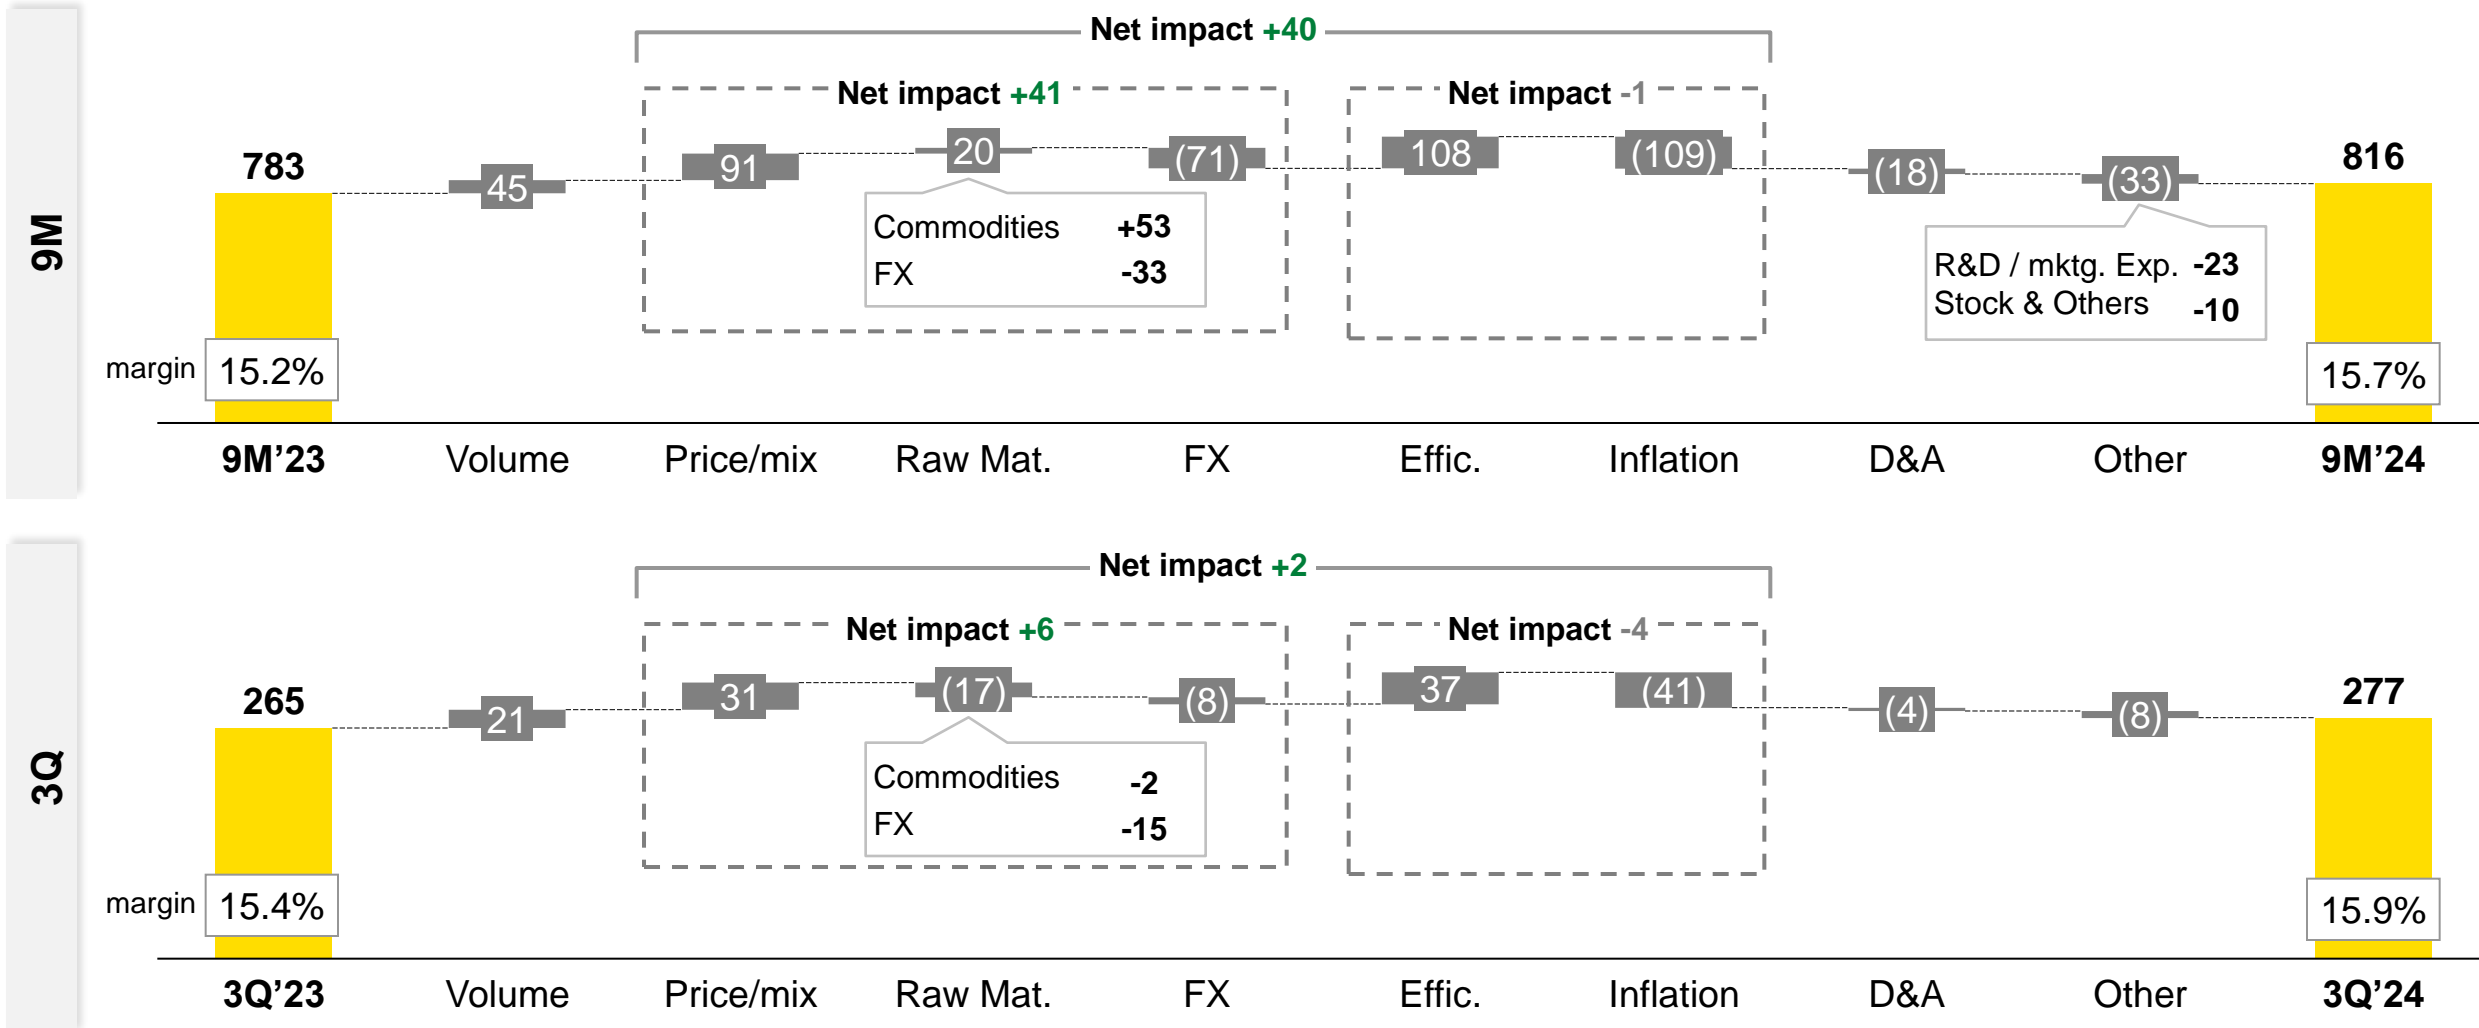 9M
Net impact +40
Net impact +41
Net impact -1
783
45
91
20
(71)
108
(109)
(18)
(33)
816
Commodities +53
FX -33
R&D / mktg. Exp. -23
Stock & Others -10
margin 15.2%
15.7%
9M’23 Volume Price/mix Raw Mat. FX Effic. Inflation D&A Other 9M’24
3Q
Net impact +2
Net impact +6
Net impact -4
265
21
31
(17)
(8)
37
(41)
(4)
(8)
277
Commodities -2
FX -15
margin 15.4%
15.9%
3Q’23 Volume Price/mix Raw Mat. FX Effic. Inflation D&A Other 3Q’24